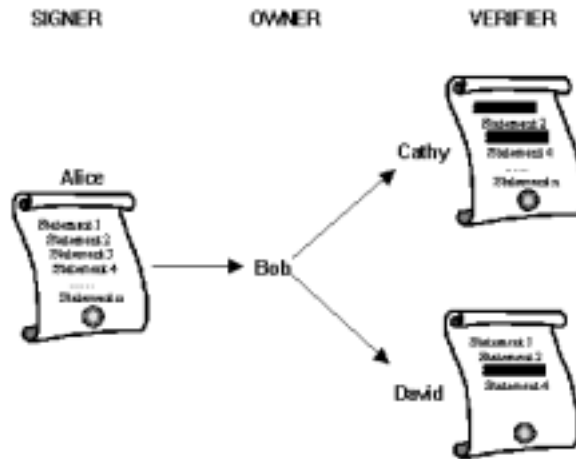 SIGNER OWNER VERIFIER
Statement 2
Statement 4
.....
Statement n
Cathy
Alice
Statement 1
Statement 2
Statement 3
Statement 4
.....
Statement n
Bob
Statement 1
Statement 2
Statement 4
David